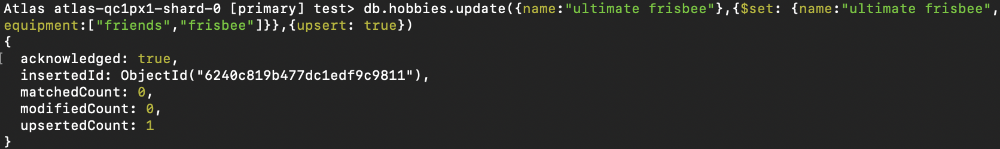 Atlas atlas-qc1px1-shard-0 [primary] test> db.hobbies.update({name:"ultimate frisbee"},{$set: {name:"ultimate frisbee",
equipment:["friends","frisbee"]}},{upsert: true})
{
  acknowledged: true,
  insertedId: ObjectId("6240c819b477dc1edf9c9811"),
  matchedCount: 0,
  modifiedCount: 0,
  upsertedCount: 1
}